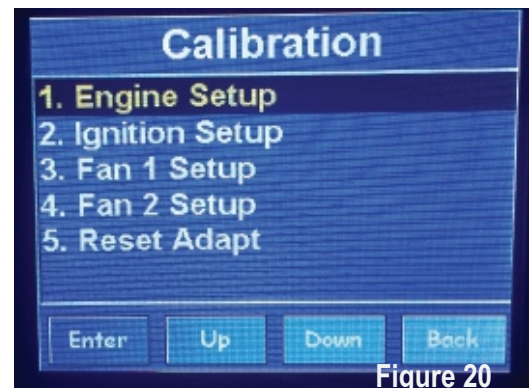 Calibration
1. Engine Setup
2. Ignition Setup
3. Fan 1 Setup
4. Fan 2 Setup
5. Reset Adapt
Enter Up Down Back
Figure 20